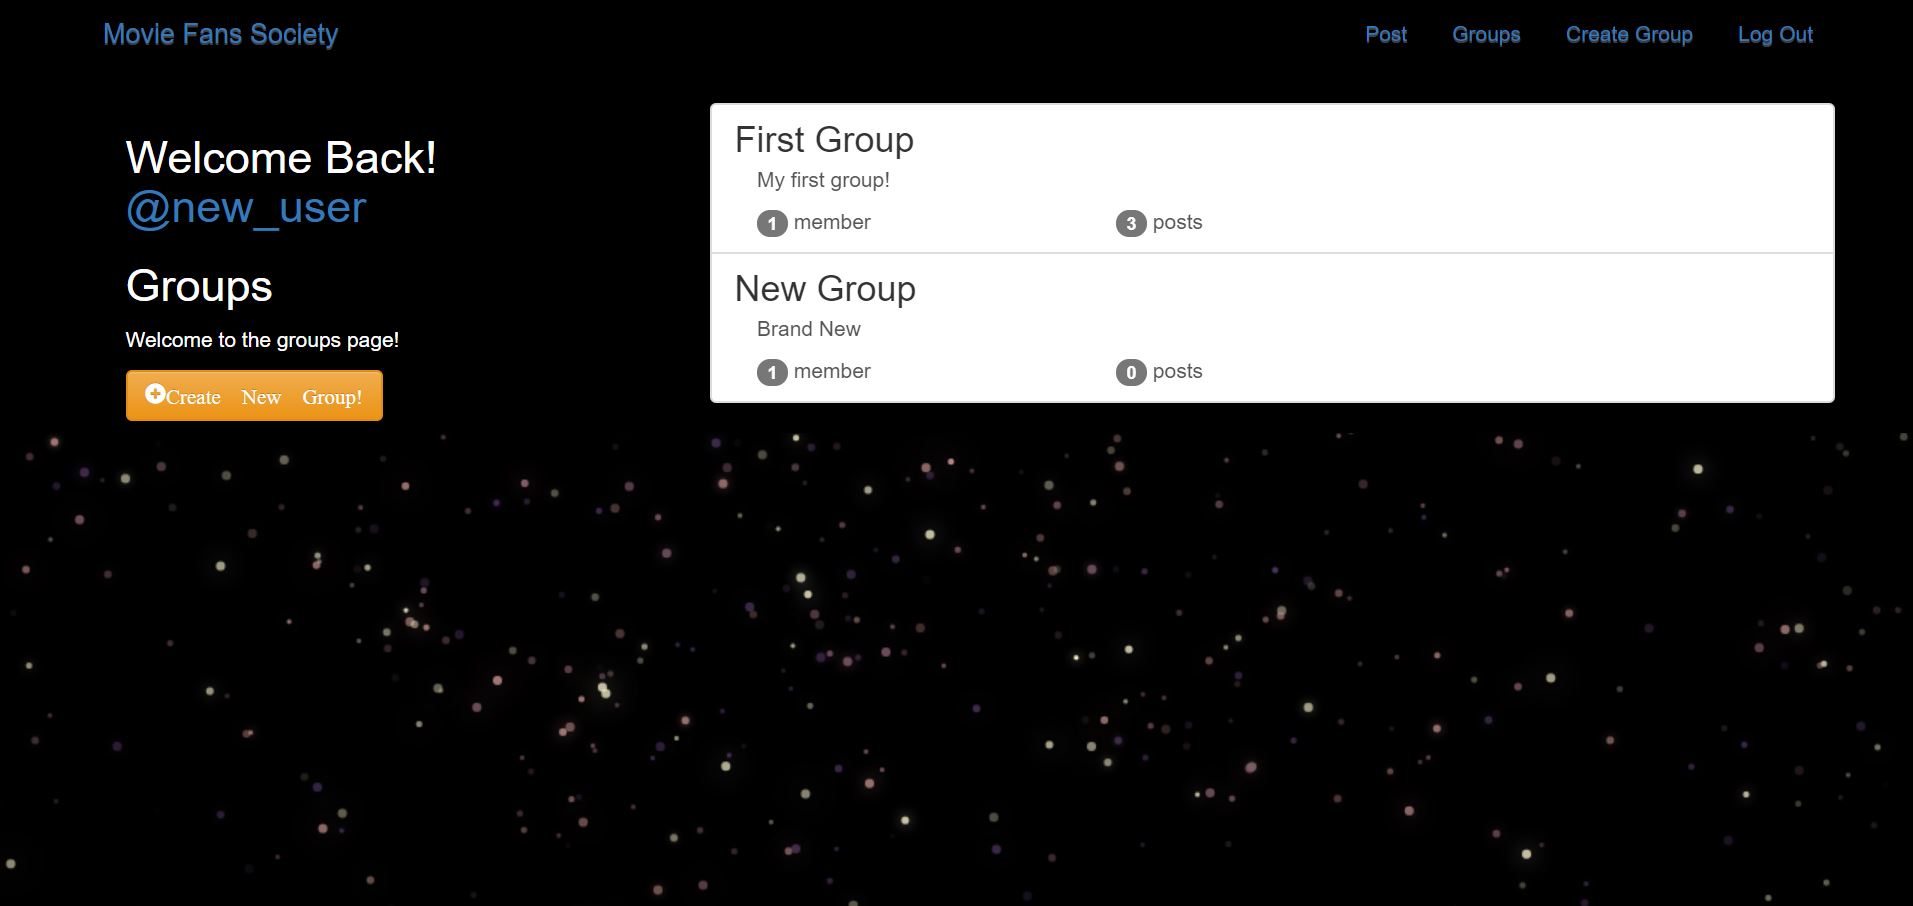 Movie Fans Society
Post Groups Create Group Log Out
Welcome Back!
@new_user
Groups
Welcome to the groups page!
Create New Group!
First Group
My first group!
1 member 3 posts
New Group
Brand New
1 member 0 posts